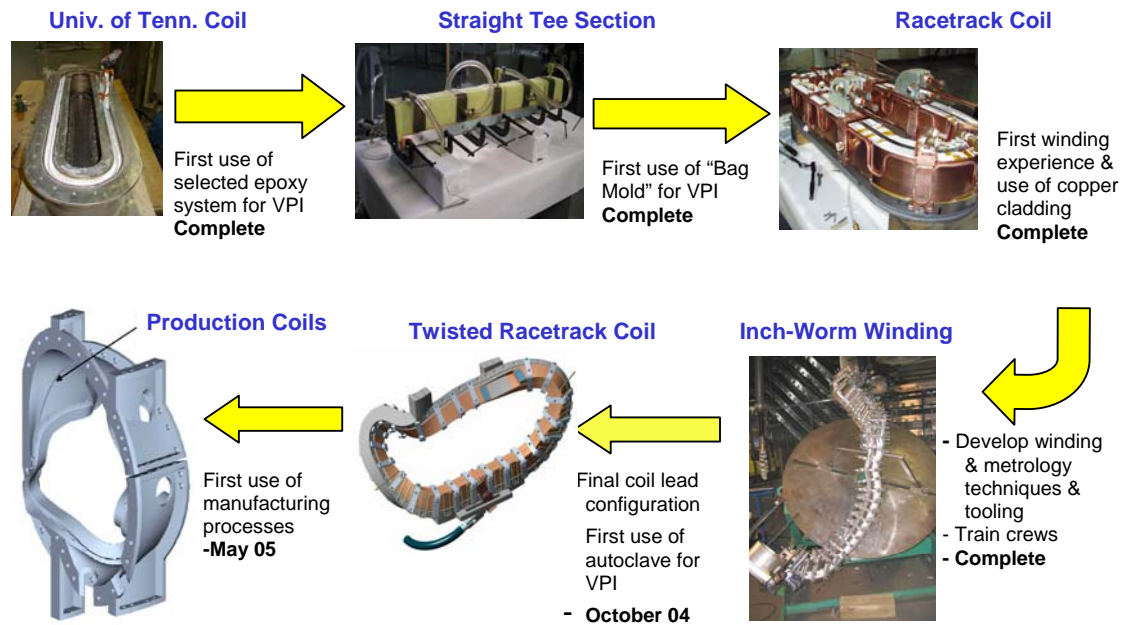 Univ. of Tenn. Coil
First use of
selected epoxy
system for VPI
Complete
Straight Tee Section
First use of “Bag
Mold” for VPI
Complete
Racetrack Coil
First winding
experience &
use of copper
cladding
Complete
Inch-Worm Winding
- Develop winding
& metrology
techniques &
tooling
- Train crews
- Complete
Twisted Racetrack Coil
Final coil lead
configuration
First use of
autoclave for
VPI
- October 04
Production Coils
First use of
manufacturing
processes
-May 05